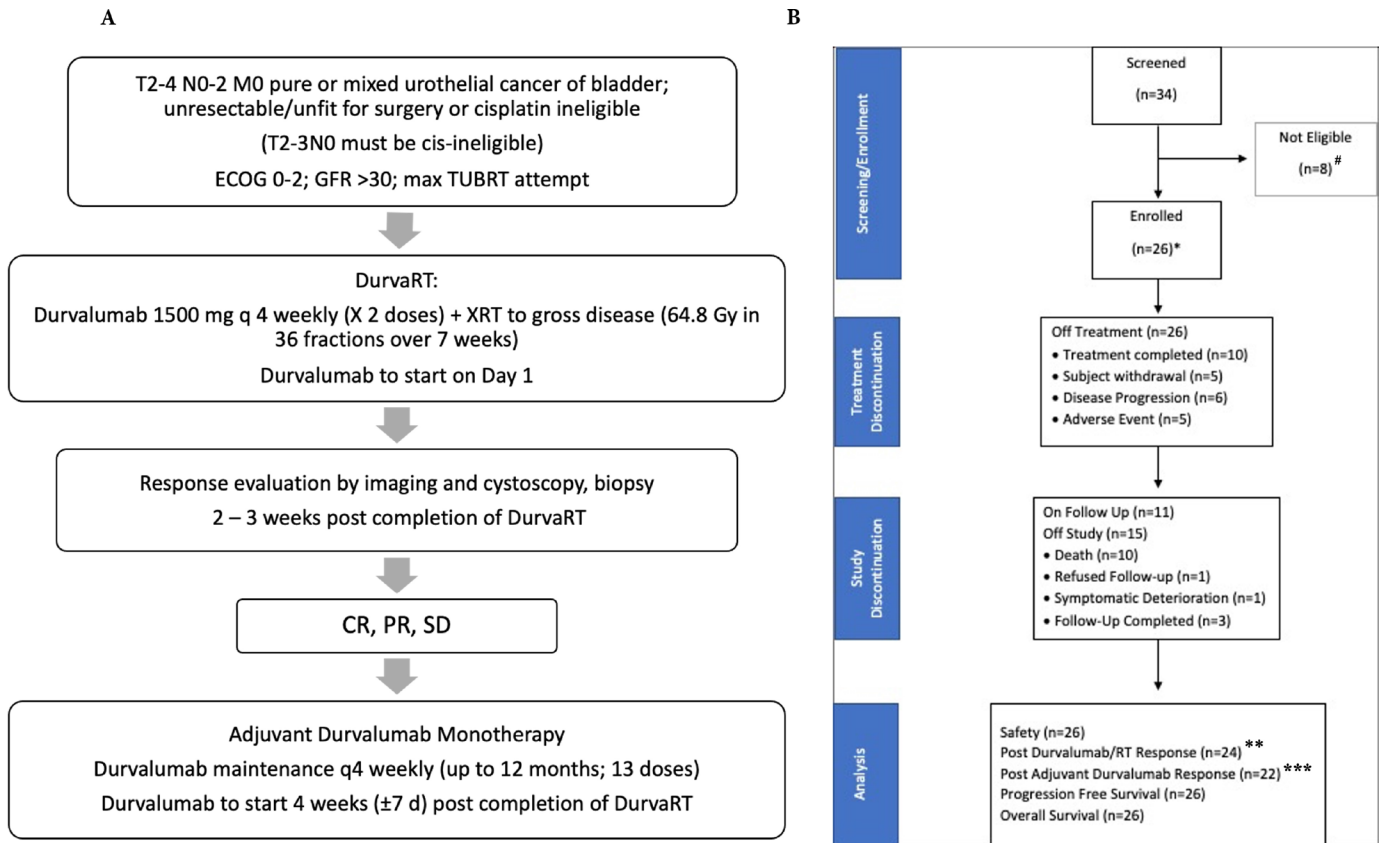 A
T2-4 N0-2 M0 pure or mixed urothelial cancer of bladder;
unresectable/unfit for surgery or cisplatin ineligible
(T2-3N0 must be cis-ineligible)
ECOG 0-2; GFR >30; max TUBRT attempt
DurvaRT:
Durvalumab 1500 mg q 4 weekly (X 2 doses) + XRT to gross disease (64.8 Gy in
36 fractions over 7 weeks)
Durvalumab to start on Day 1
Response evaluation by imaging and cystoscopy, biopsy
2 – 3 weeks post completion of DurvaRT
CR, PR, SD
Adjuvant Durvalumab Monotherapy
Durvalumab maintenance q4 weekly (up to 12 months; 13 doses)
Durvalumab to start 4 weeks (±7 d) post completion of DurvaRT
B
Screening/Enrollment
Screened
(n=34)
Not Eligible
(n=8)#
Enrolled
(n=26)*
Treatment
Discontinuation
Off Treatment (n=26)
• Treatment completed (n=10)
• Subject withdrawal (n=5)
• Disease Progression (n=6)
• Adverse Event (n=5)
Study
Discontinuation
On Follow Up (n=11)
Off Study (n=15)
• Death (n=10)
• Refused Follow-up (n=1)
• Symptomatic Deterioration (n=1)
• Follow-Up Completed (n=3)
Analysis
Safety (n=26)
Post Durvalumab/RT Response (n=24) **
Post Adjuvant Durvalumab Response (n=22) ***
Progression Free Survival (n=26)
Overall Survival (n=26)